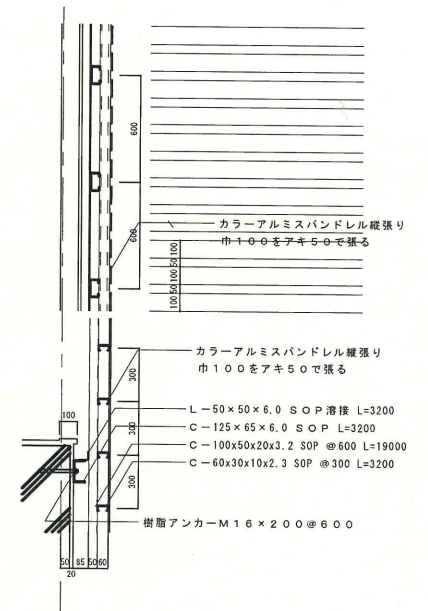 600
600
カラーアルミスパンドレル縦張り
巾100をアキ50で張る
100 50 100 50 100
カラーアルミスパンドレル縦張り
巾100をアキ50で張る
300
300
300
100
L－50×50×6.0 SOP溶接 L=3200
C－125×65×6.0 SOP L=3200
C－100x50x20x3.2 SOP @600 L=19000
C－60x30x10x2.3 SOP @300 L=3200
樹脂アンカーM16×200@600
50 85 50 60
20